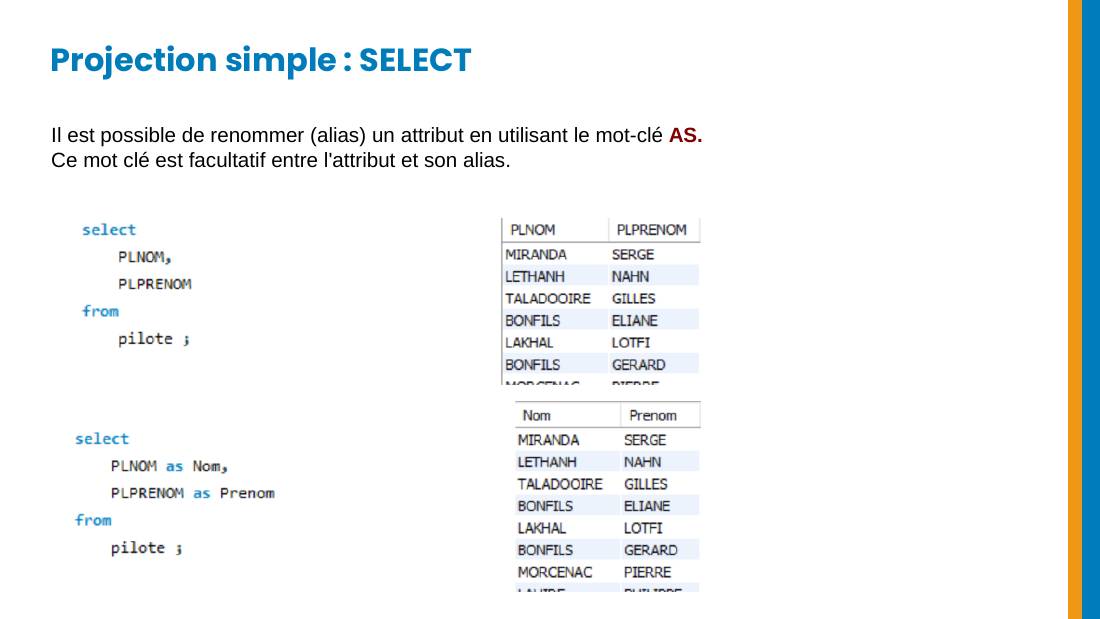 Projection simple : SELECT
Il est possible de renommer (alias) un attribut en utilisant le mot-clé AS.
Ce mot clé est facultatif entre l'attribut et son alias.
select
PLNOM,
PLPRENOM
from
pilote ;
PLNOM PLPRENOM
MIRANDA SERGE
LETHANH NAHN
TALADOOIRE GILLES
BONFILS ELIANE
LAKHAL LOTFI
BONFILS GERARD
MORCENAC PIERRE
select
PLNOM as Nom,
PLPRENOM as Prenom
from
pilote ;
Nom Prenom
MIRANDA SERGE
LETHANH NAHN
TALADOOIRE GILLES
BONFILS ELIANE
LAKHAL LOTFI
BONFILS GERARD
MORCENAC PIERRE